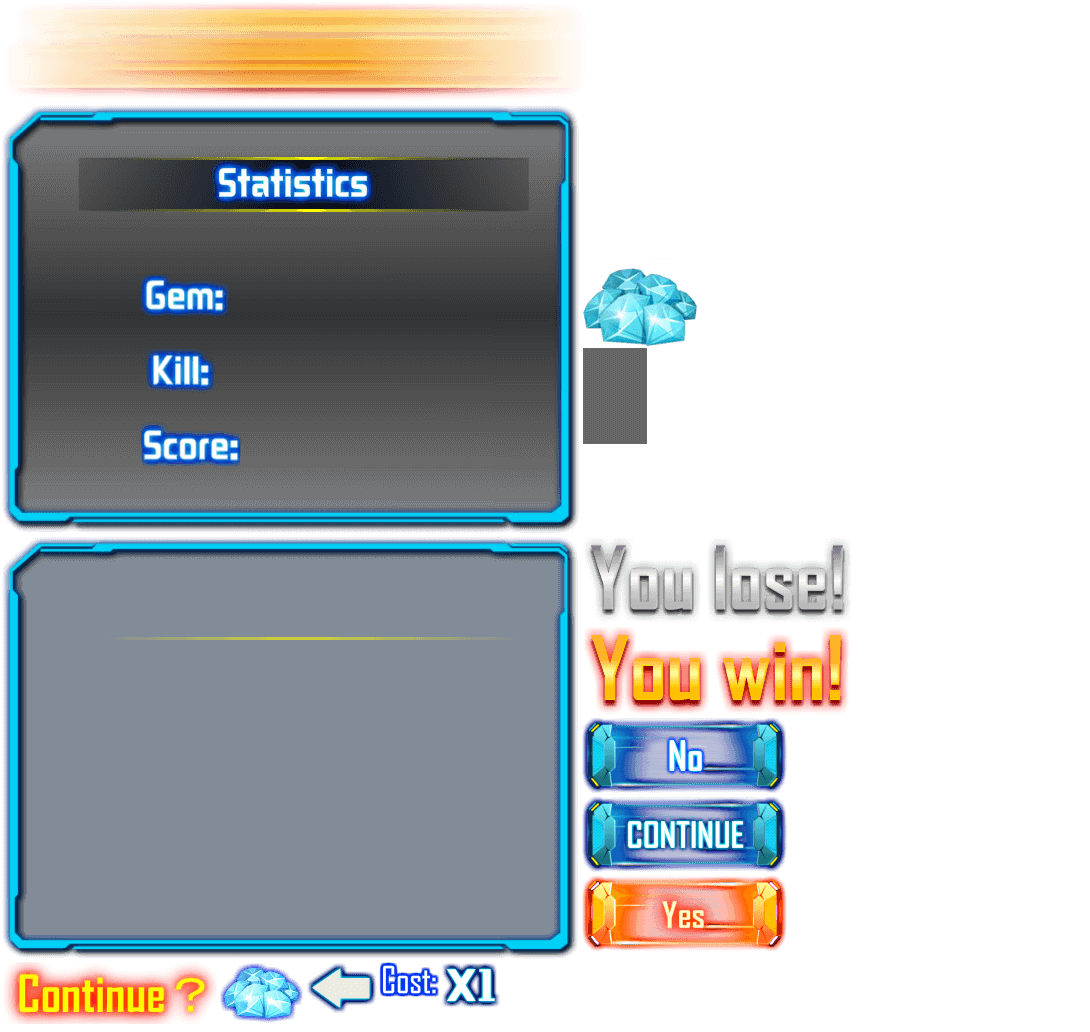 Statistics
Gem:
Kill:
Score:
You lose!
You win!
No
CONTINUE
Yes
Continue ? Cost: X1